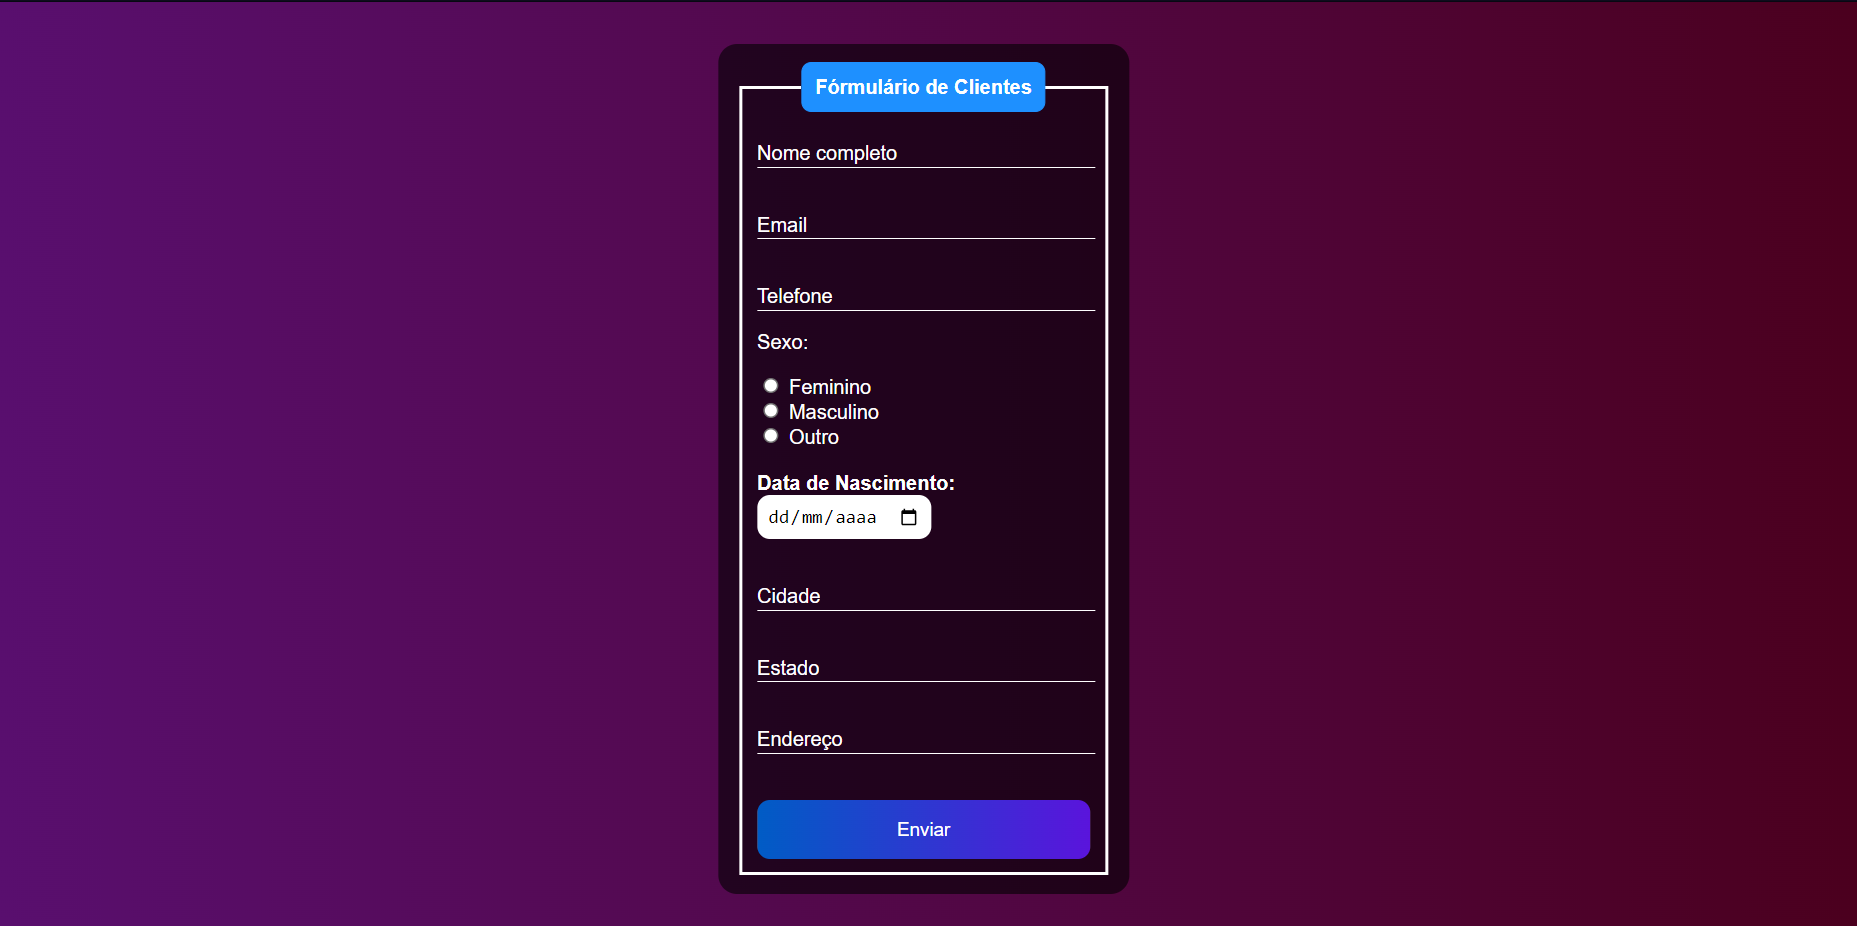 Fórmulário de Clientes
Nome completo
Email
Telefone
Sexo:
Feminino
Masculino
Outro
Data de Nascimento:
dd/mm/aaaa
Cidade
Estado
Endereço
Enviar